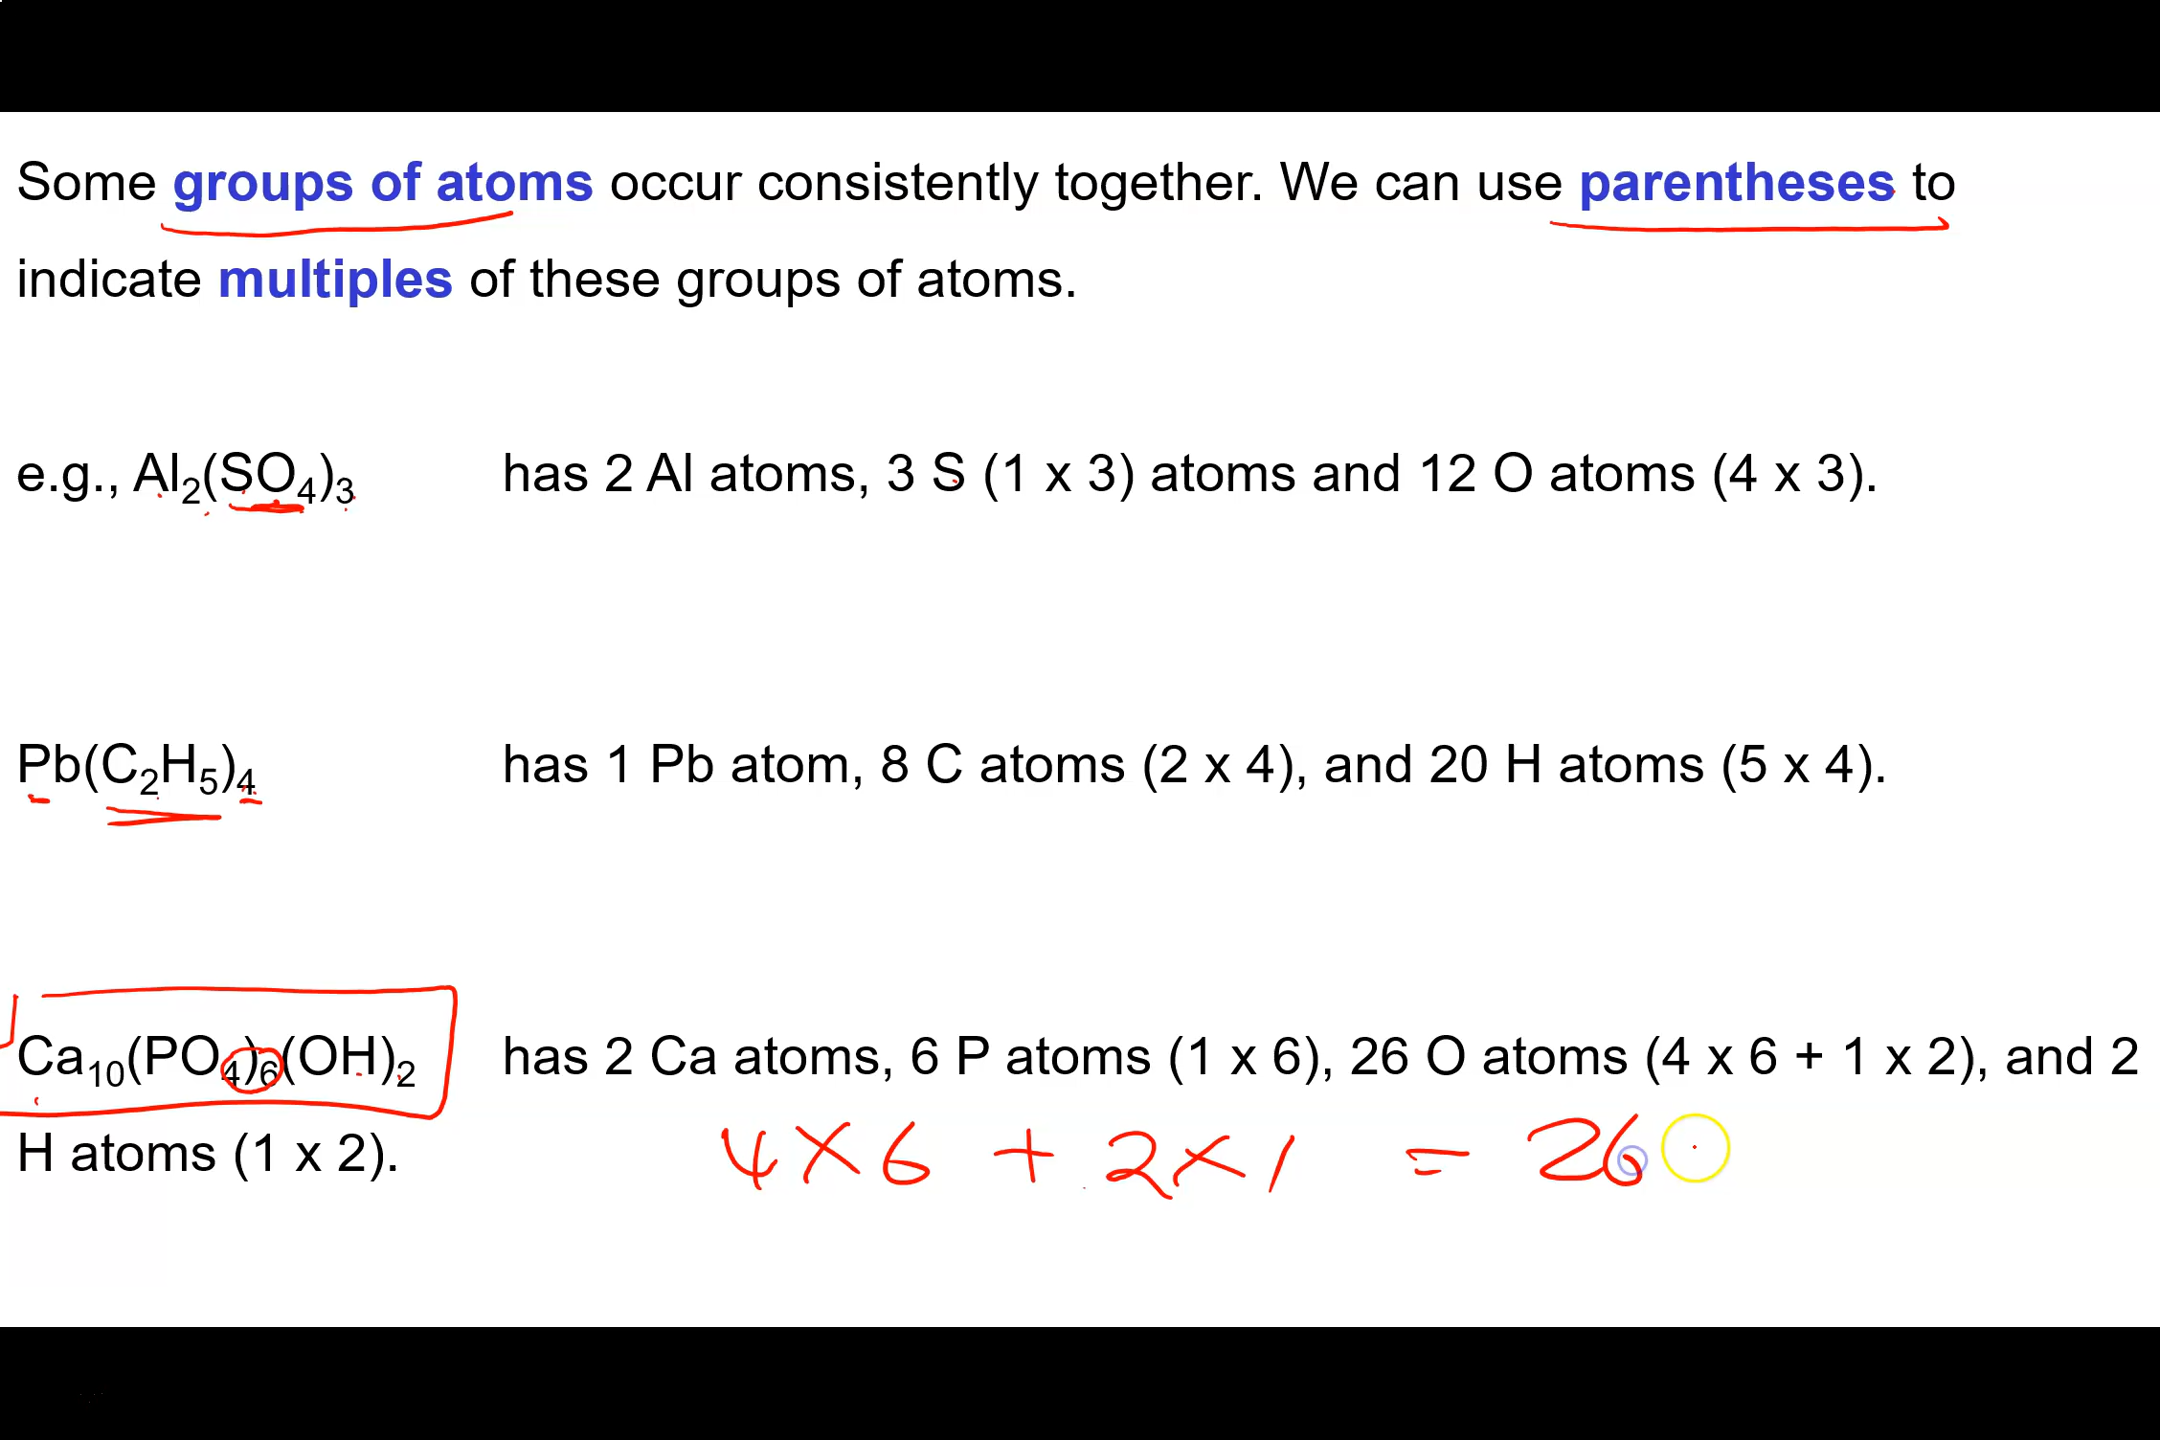 Some groups of atoms occur consistently together. We can use parentheses to
indicate multiples of these groups of atoms.
e.g., Al₂(SO₄)₃ has 2 Al atoms, 3 S (1 x 3) atoms and 12 O atoms (4 x 3).
Pb(C₂H₅)₄ has 1 Pb atom, 8 C atoms (2 x 4), and 20 H atoms (5 x 4).
Ca₁₀(PO₄)₆(OH)₂ has 2 Ca atoms, 6 P atoms (1 x 6), 26 O atoms (4 x 6 + 1 x 2), and 2
H atoms (1 x 2).
4 × 6 + 2 × 1 = 26